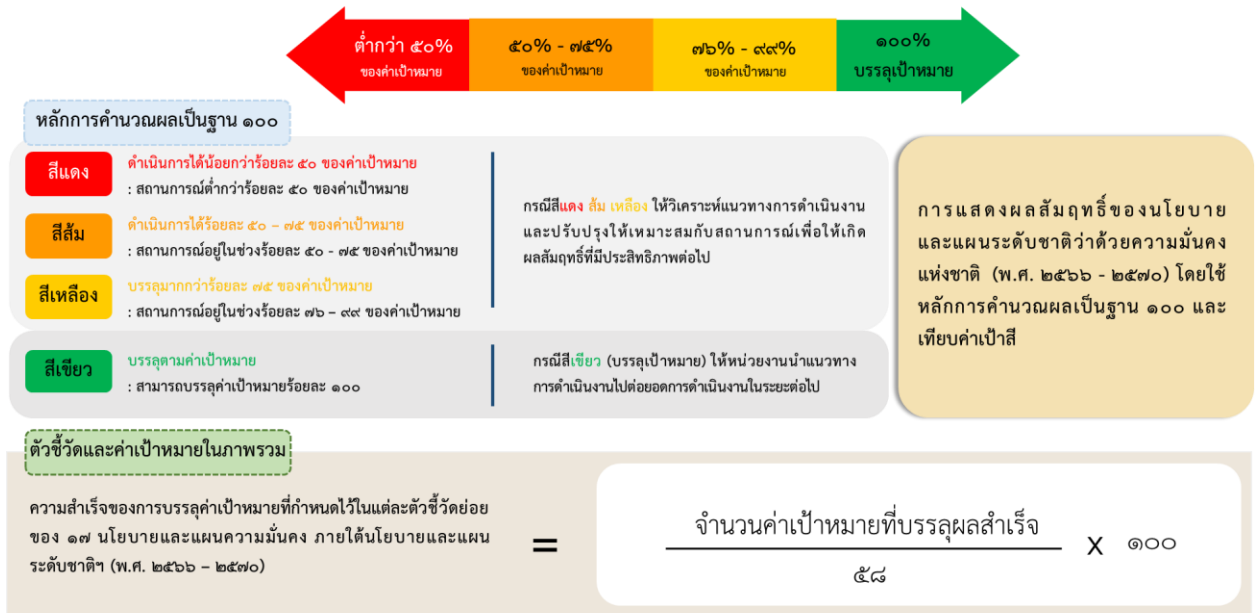 ต่ำกว่า ๕๐%
ของค่าเป้าหมาย
๕๐% - ๗๕%
ของค่าเป้าหมาย
๗๖% - ๙๙%
ของค่าเป้าหมาย
๑๐๐%
บรรลุเป้าหมาย
หลักการคำนวณผลเป็นฐาน ๑๐๐
สีแดง
ดำเนินการได้น้อยกว่าร้อยละ ๕๐ ของค่าเป้าหมาย
: สถานการณ์ต่ำกว่าร้อยละ ๕๐ ของค่าเป้าหมาย
สีส้ม
ดำเนินการได้ร้อยละ ๕๐ – ๗๕ ของค่าเป้าหมาย
: สถานการณ์อยู่ในช่วงร้อยละ ๕๐ - ๗๕ ของค่าเป้าหมาย
สีเหลือง
บรรลุมากกว่าร้อยละ ๗๕ ของค่าเป้าหมาย
: สถานการณ์อยู่ในช่วงร้อยละ ๗๖ – ๙๙ ของค่าเป้าหมาย
กรณีสีแดง ส้ม เหลือง ให้วิเคราะห์แนวทางการดำเนินงาน
และปรับปรุงให้เหมาะสมกับสถานการณ์เพื่อให้เกิด
ผลสัมฤทธิ์ที่มีประสิทธิภาพต่อไป
สีเขียว
บรรลุตามค่าเป้าหมาย
: สามารถบรรลุค่าเป้าหมายร้อยละ ๑๐๐
กรณีสีเขียว (บรรลุเป้าหมาย) ให้หน่วยงานนำแนวทาง
การดำเนินงานไปต่อยอดการดำเนินงานในระยะต่อไป
การแสดงผลสัมฤทธิ์ของนโยบาย
และแผนระดับชาติว่าด้วยความมั่นคง
แห่งชาติ (พ.ศ. ๒๕๖๖ - ๒๕๗๐) โดยใช้
หลักการคำนวณผลเป็นฐาน ๑๐๐ และ
เทียบค่าเป้าสี
ตัวชี้วัดและค่าเป้าหมายในภาพรวม
ความสำเร็จของการบรรลุค่าเป้าหมายที่กำหนดไว้ในแต่ละตัวชี้วัดย่อย
ของ ๑๗ นโยบายและแผนความมั่นคง ภายใต้นโยบายและแผน
ระดับชาติฯ (พ.ศ. ๒๕๖๖ – ๒๕๗๐)
=
จำนวนค่าเป้าหมายที่บรรลุผลสำเร็จ
๕๘
X ๑๐๐